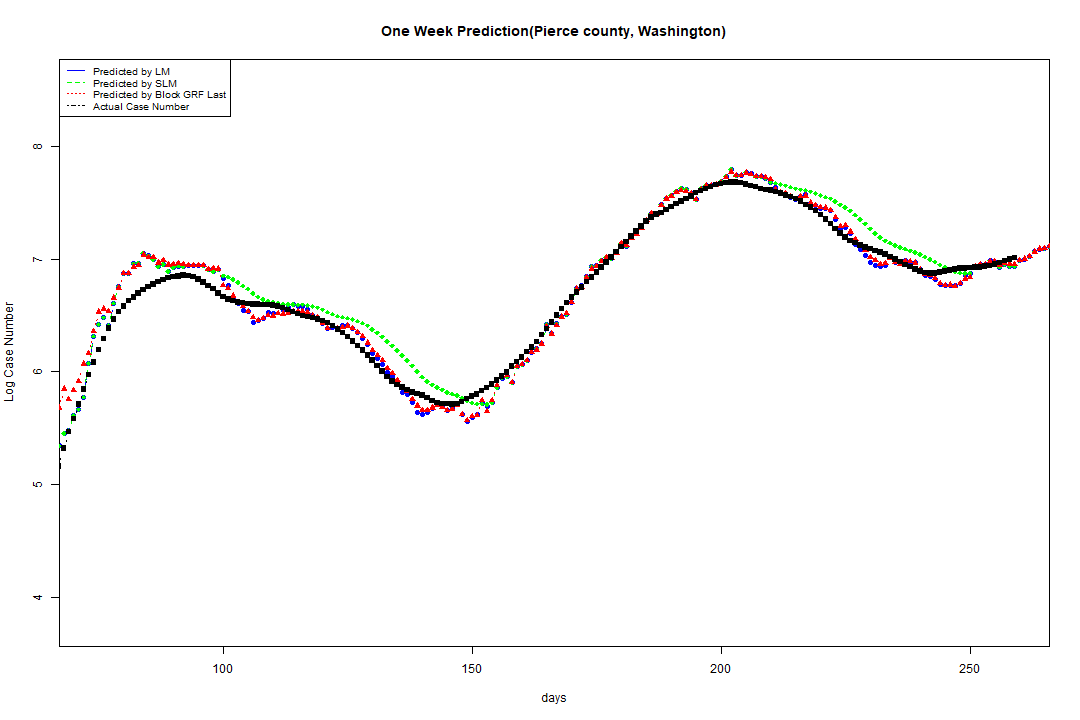 One Week Prediction(Pierce county, Washington)
Predicted by LM
Predicted by SLM
Predicted by Block GRF Last
Actual Case Number
8
7
6
5
4
Log Case Number
100 150 200 250
days